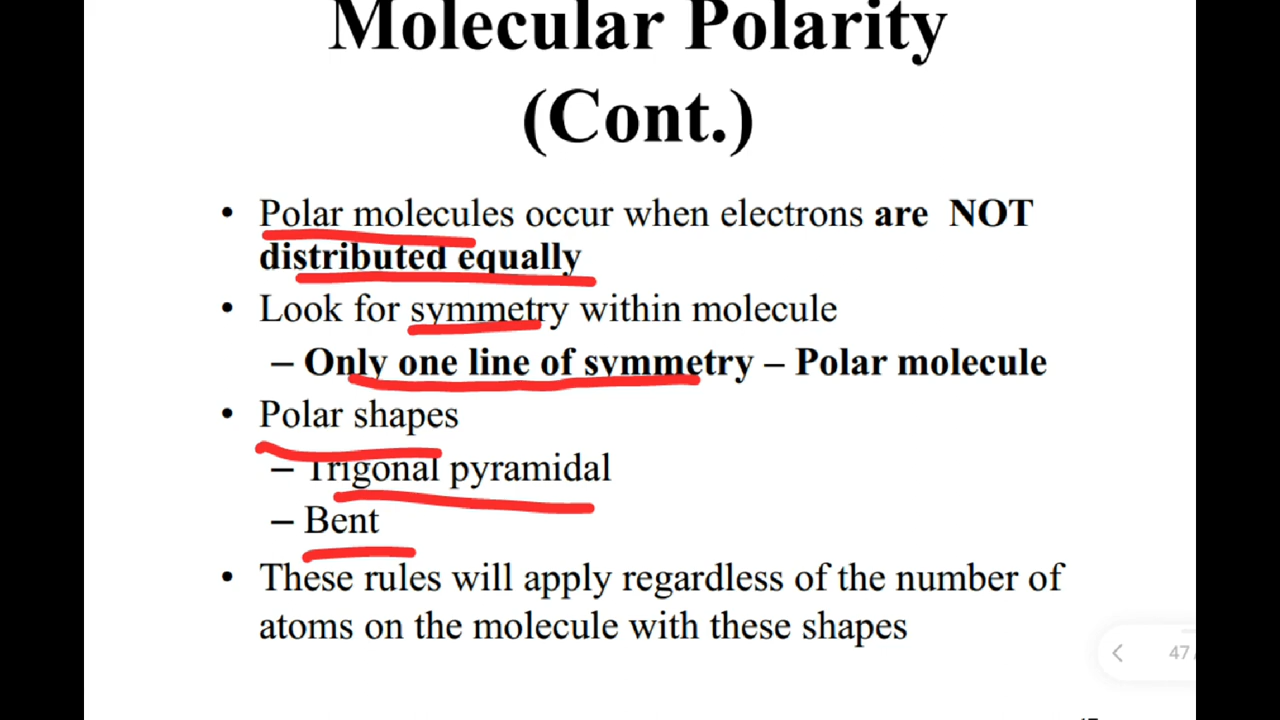 Molecular Polarity
(Cont.)
• Polar molecules occur when electrons are NOT
distributed equally
• Look for symmetry within molecule
– Only one line of symmetry – Polar molecule
• Polar shapes
– Trigonal pyramidal
– Bent
• These rules will apply regardless of the number of
atoms on the molecule with these shapes
47